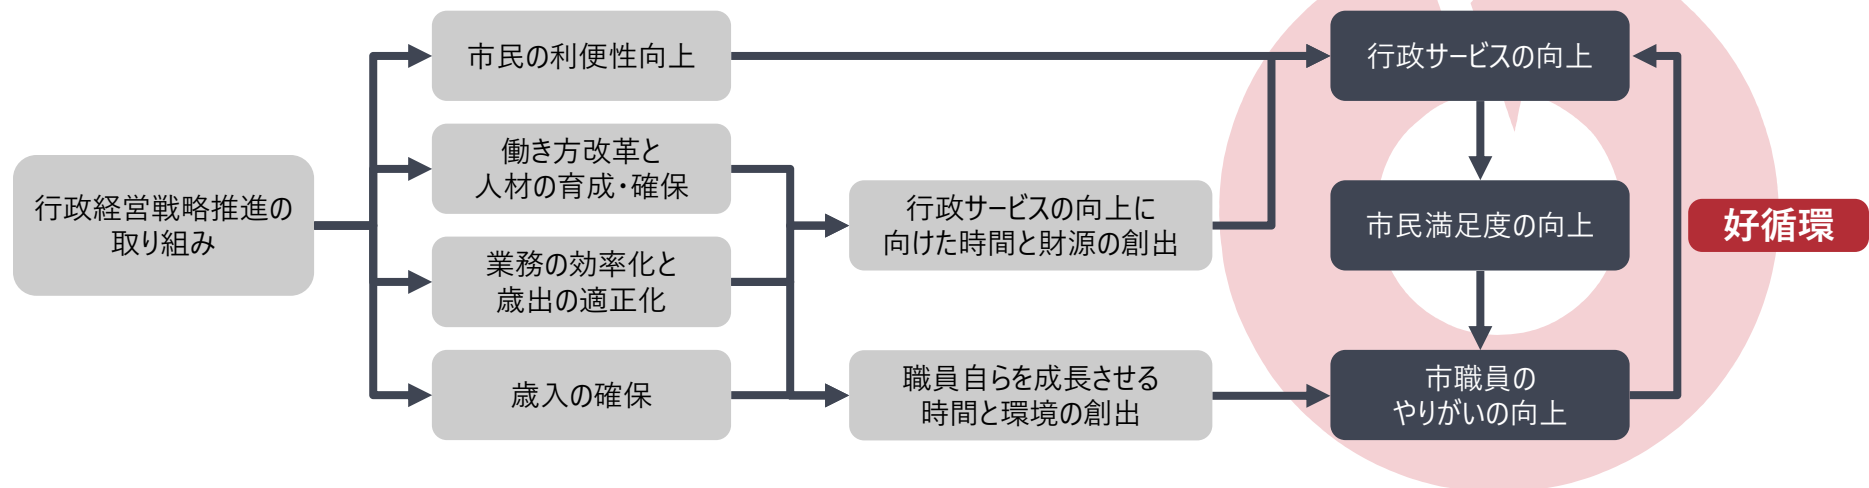 行政経営戦略推進の
取り組み
市民の利便性向上
働き方改革と
人材の育成・確保
業務の効率化と
歳出の適正化
歳入の確保
行政サービスの向上に
向けた時間と財源の創出
職員自らを成長させる
時間と環境の創出
行政サービスの向上
市民満足度の向上
市職員の
やりがいの向上
好循環